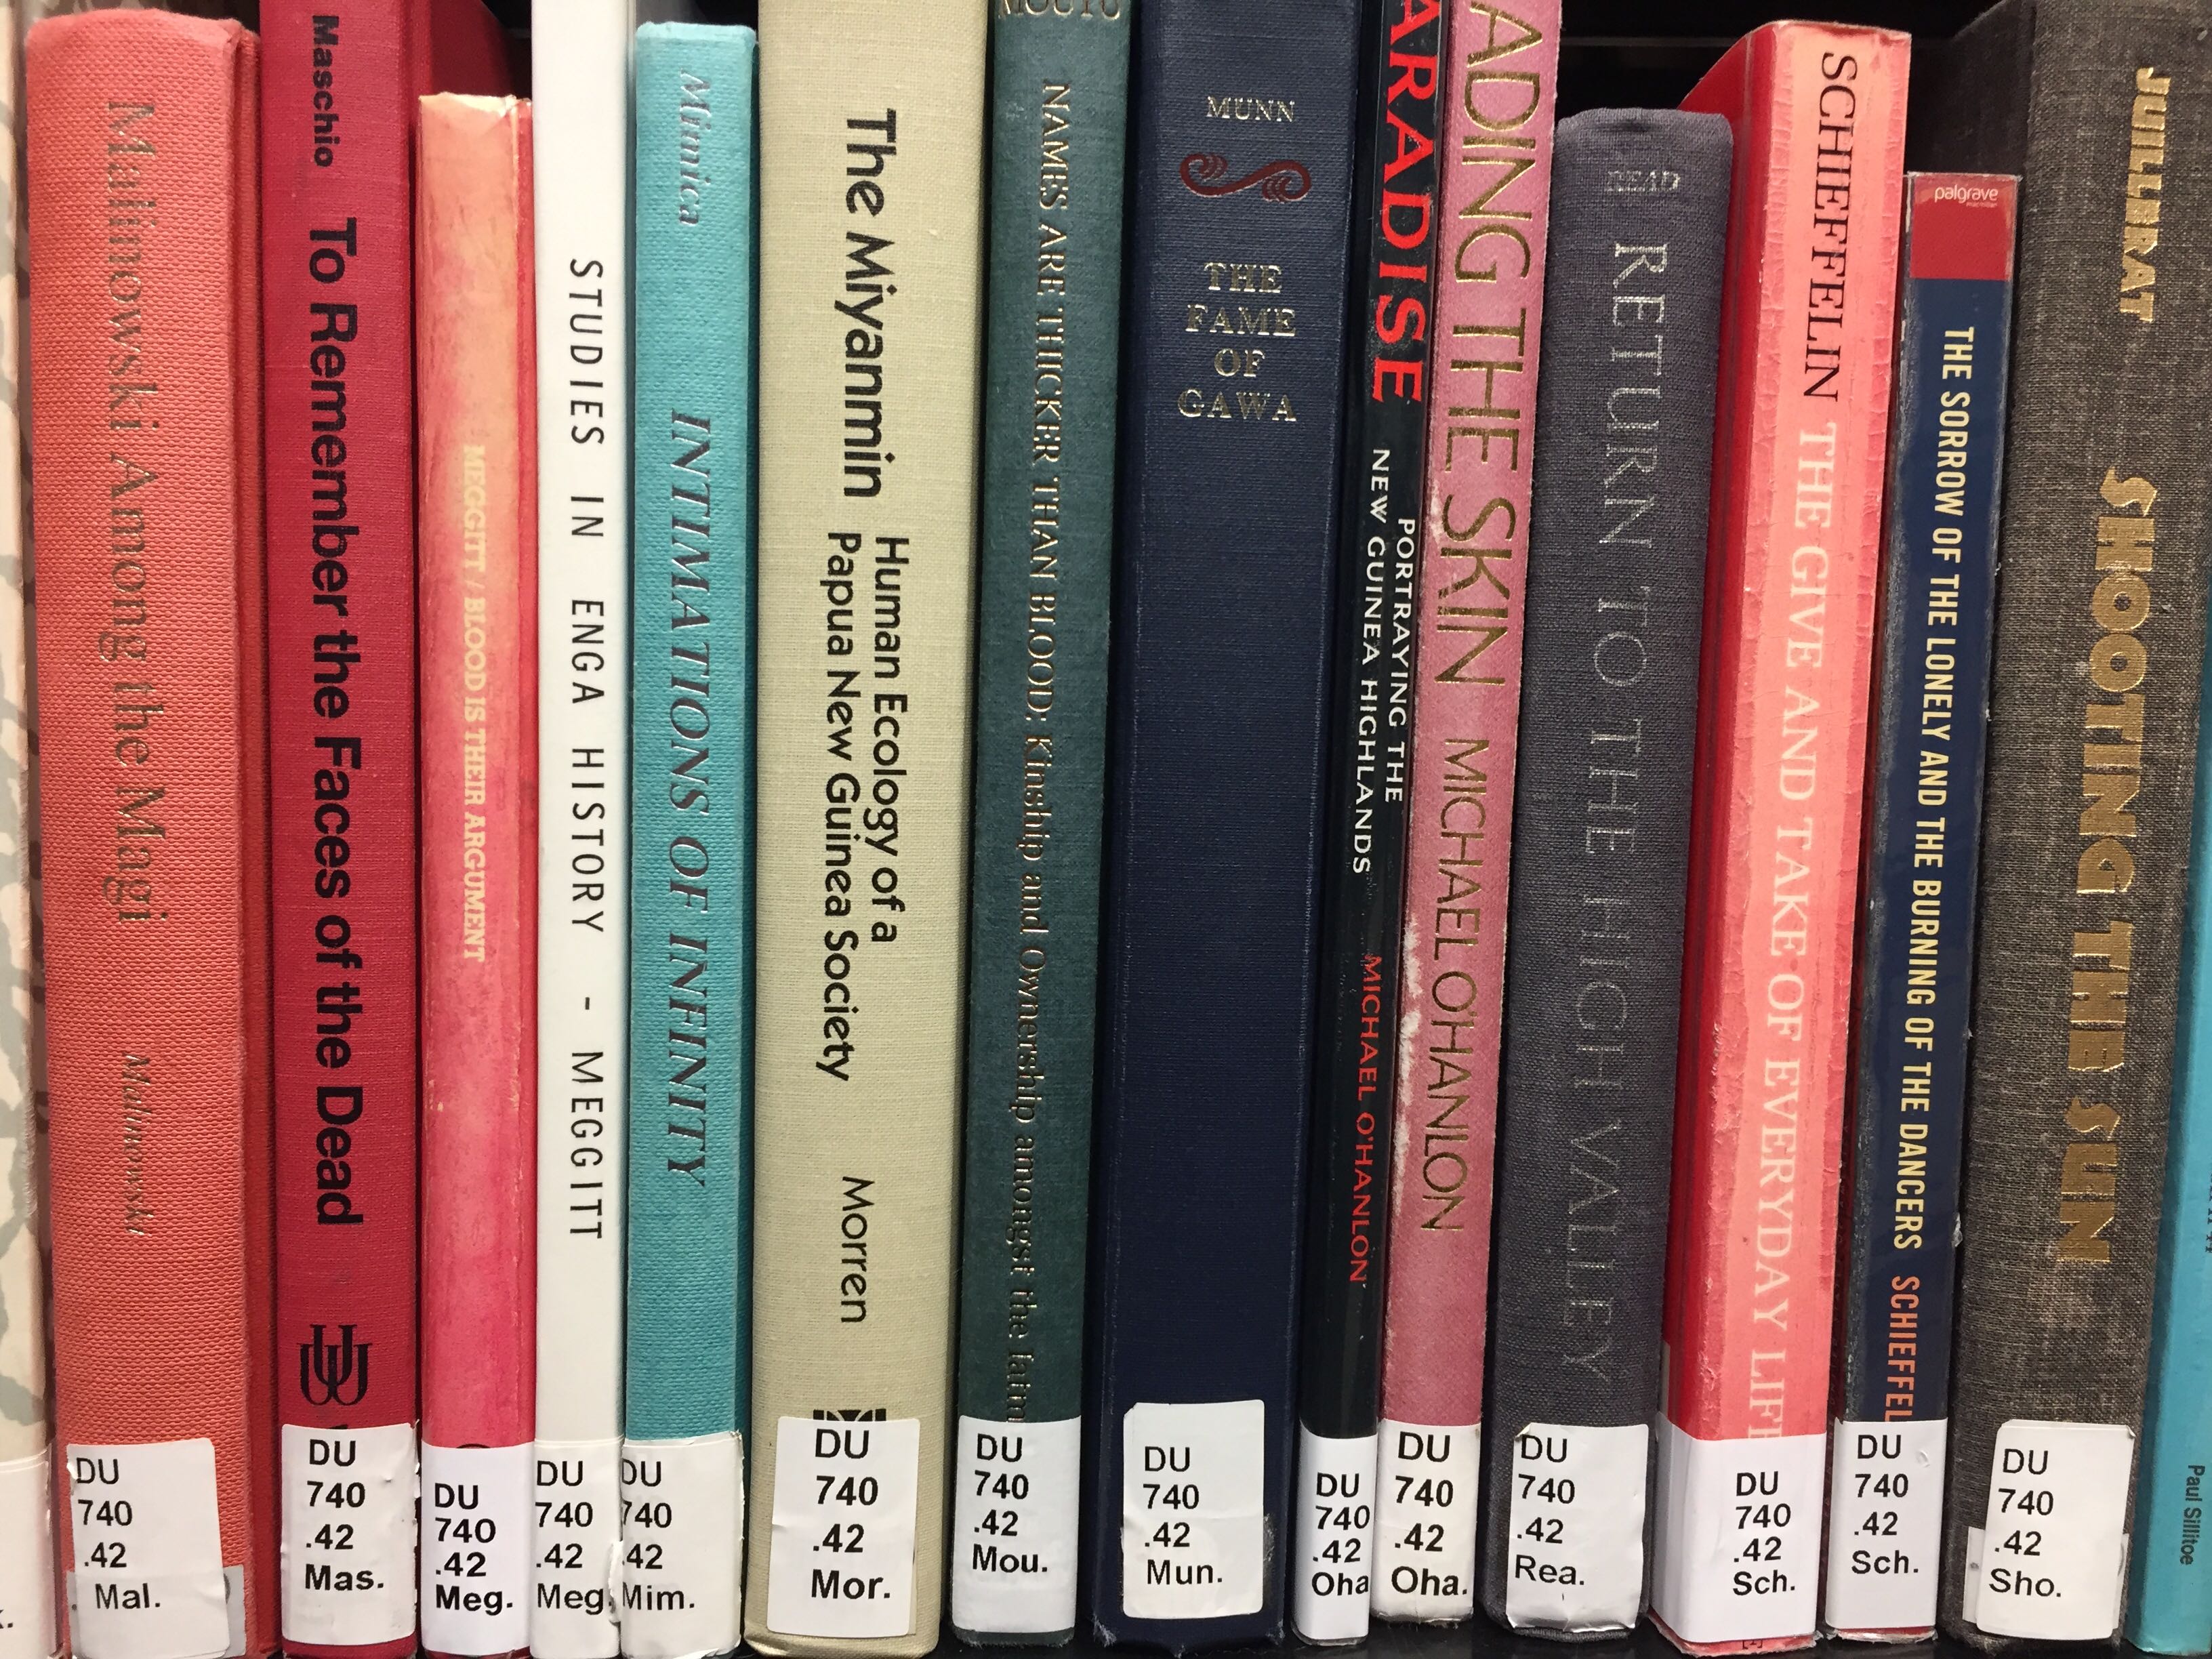 Malinowski Among the Magi
Malinowski
DU
740
.42
Mal.
Maschio
To Remember the Faces of the Dead
DU
740
.42
Mas.
MEGGITT / BLOOD IS THEIR ARGUMENT
DU
740
.42
Meg.
STUDIES IN ENGA HISTORY - MEGGITT
DU
740
.42
Meg.
Mimica
INTIMATIONS OF INFINITY
DU
740
.42
Mim.
The Miyanmin
Human Ecology of a
Papua New Guinea Society
Morren
DU
740
.42
Mor.
NAMES ARE THICKER THAN BLOOD: Kinship and Ownership amongst the Iatm
DU
740
.42
Mou.
MUNN
THE
FAME
OF
GAWA
DU
740
.42
Mun.
ARADISE
PORTRAYING THE
NEW GUINEA HIGHLANDS
MICHAEL O'HANLON
DU
740
.42
Oha
ADING THE SKIN MICHAEL O'HANLON
DU
740
.42
Oha.
READ
RETURN TO THE HIGH VALLEY
DU
740
.42
Rea.
SCHIEFFELIN THE GIVE AND TAKE OF EVERYDAY LIFE
DU
740
.42
Sch.
palgrave
macmillan
THE SORROW OF THE LONELY AND THE BURNING OF THE DANCERS SCHIEFFEL
DU
740
.42
Sch.
JUILLERAT
SHOOTING THE SUN
DU
740
.42
Sho.
Paul Sillitoe